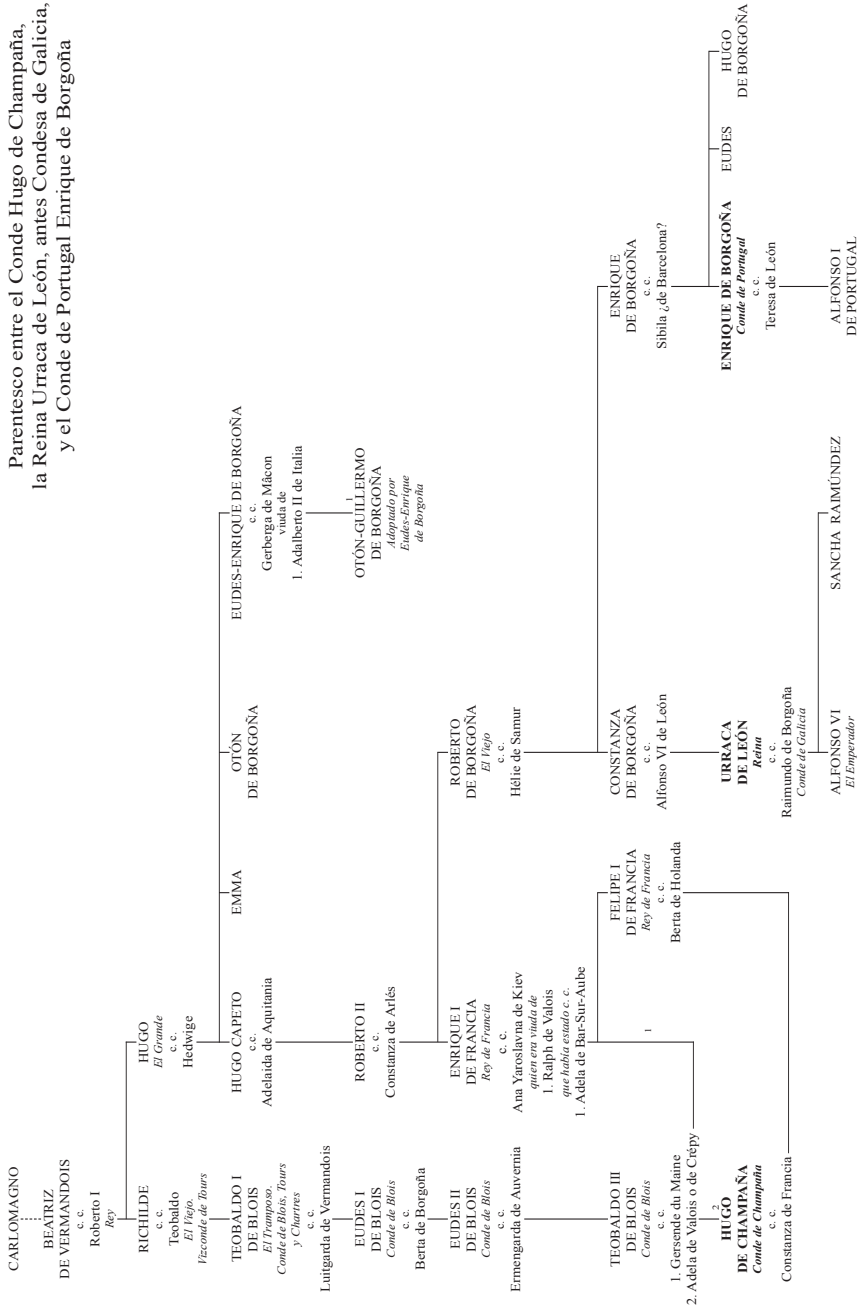 Parentesco entre el Conde Hugo de Champaña,
la Reina Urraca de León, antes Condesa de Galicia,
y el Conde de Portugal Enrique de Borgoña
CARLOMAGNO
BEATRIZ
DE VERMANDOIS
c. c.
Roberto I
Rey
RICHILDE
c. c.
Teobaldo
El Viejo.
Vizconde de Tours
HUGO
El Grande
c. c.
Hedwige
TEOBALDO I
DE BLOIS
El Tramposo.
Conde de Blois, Tours
y Chartres
c. c.
Luitgarda de Vermandois
HUGO CAPETO
c.c.
Adelaida de Aquitania
EMMA
OTÓN
DE BORGOÑA
EUDES-ENRIQUE DE BORGOÑA
c. c.
Gerberga de Mâcon
viuda de
1. Adalberto II de Italia
EUDES I
DE BLOIS
Conde de Blois
c. c.
Berta de Borgoña
ROBERTO II
c. c.
Constanza de Arlés
1
OTÓN-GUILLERMO
DE BORGOÑA
Adoptado por
Eudes-Enrique
de Borgoña
EUDES II
DE BLOIS
Conde de Blois
c. c.
Ermengarda de Auvernia
ENRIQUE I
DE FRANCIA
Rey de Francia
c. c.
Ana Yaroslavna de Kiev
quien era viuda de
1. Ralph de Valois
que había estado c. c.
1. Adela de Bar-Sur-Aube
ROBERTO
DE BORGOÑA
El Viejo
c. c.
Hélie de Samur
TEOBALDO III
DE BLOIS
Conde de Blois
c. c.
1. Gersende du Maine
2. Adela de Valois o de Crépy
1
FELIPE I
DE FRANCIA
Rey de Francia
c. c.
Berta de Holanda
CONSTANZA
DE BORGOÑA
c. c.
Alfonso VI de León
ENRIQUE
DE BORGOÑA
c. c.
Sibila ¿de Barcelona?
2
HUGO
DE CHAMPAÑA
Conde de Champaña
c. c.
Constanza de Francia
URRACA
DE LEÓN
Reina
c. c.
Raimundo de Borgoña
Conde de Galicia
ENRIQUE DE BORGOÑA
Conde de Portugal
c. c.
Teresa de León
EUDES
HUGO
DE BORGOÑA
ALFONSO VI
El Emperador
SANCHA RAIMÚNDEZ
ALFONSO I
DE PORTUGAL